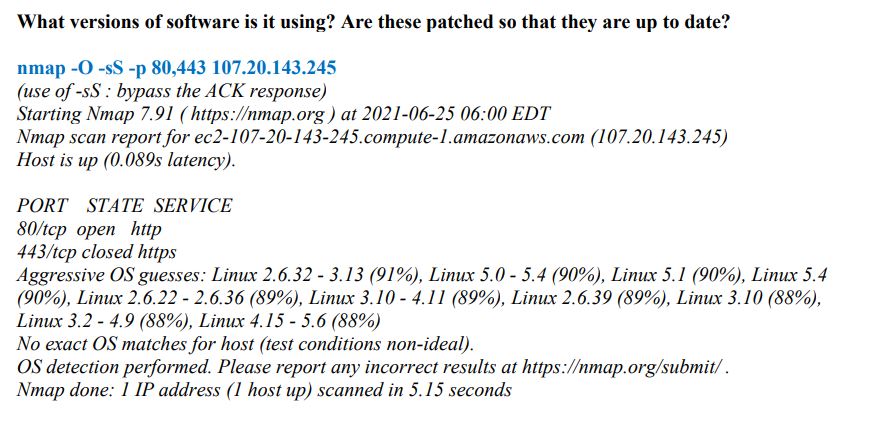 What versions of software is it using? Are these patched so that they are up to date?
nmap -O -sS -p 80,443 107.20.143.245
(use of -sS : bypass the ACK response)
Starting Nmap 7.91 ( https://nmap.org ) at 2021-06-25 06:00 EDT
Nmap scan report for ec2-107-20-143-245.compute-1.amazonaws.com (107.20.143.245)
Host is up (0.089s latency).
PORT STATE SERVICE
80/tcp open http
443/tcp closed https
Aggressive OS guesses: Linux 2.6.32 - 3.13 (91%), Linux 5.0 - 5.4 (90%), Linux 5.1 (90%), Linux 5.4
(90%), Linux 2.6.22 - 2.6.36 (89%), Linux 3.10 - 4.11 (89%), Linux 2.6.39 (89%), Linux 3.10 (88%),
Linux 3.2 - 4.9 (88%), Linux 4.15 - 5.6 (88%)
No exact OS matches for host (test conditions non-ideal).
OS detection performed. Please report any incorrect results at https://nmap.org/submit/ .
Nmap done: 1 IP address (1 host up) scanned in 5.15 seconds